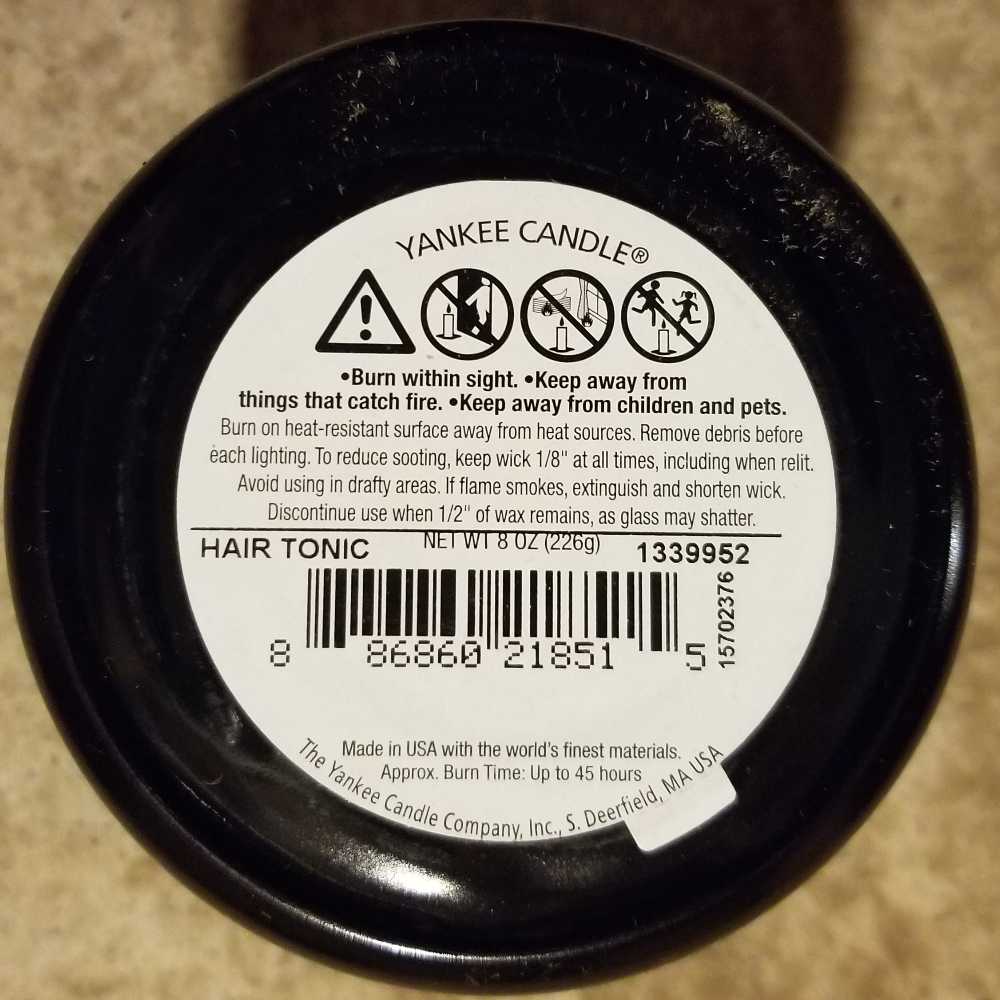 YANKEE CANDLE®
•Burn within sight. •Keep away from
things that catch fire. •Keep away from children and pets.
Burn on heat-resistant surface away from heat sources. Remove debris before
each lighting. To reduce sooting, keep wick 1/8" at all times, including when relit.
Avoid using in drafty areas. If flame smokes, extinguish and shorten wick.
Discontinue use when 1/2" of wax remains, as glass may shatter.
HAIR TONIC NET WT 8 OZ (226g) 1339952
8 86860 21851 5
15702376
Made in USA with the world's finest materials.
Approx. Burn Time: Up to 45 hours
The Yankee Candle Company, Inc., S. Deerfield, MA USA